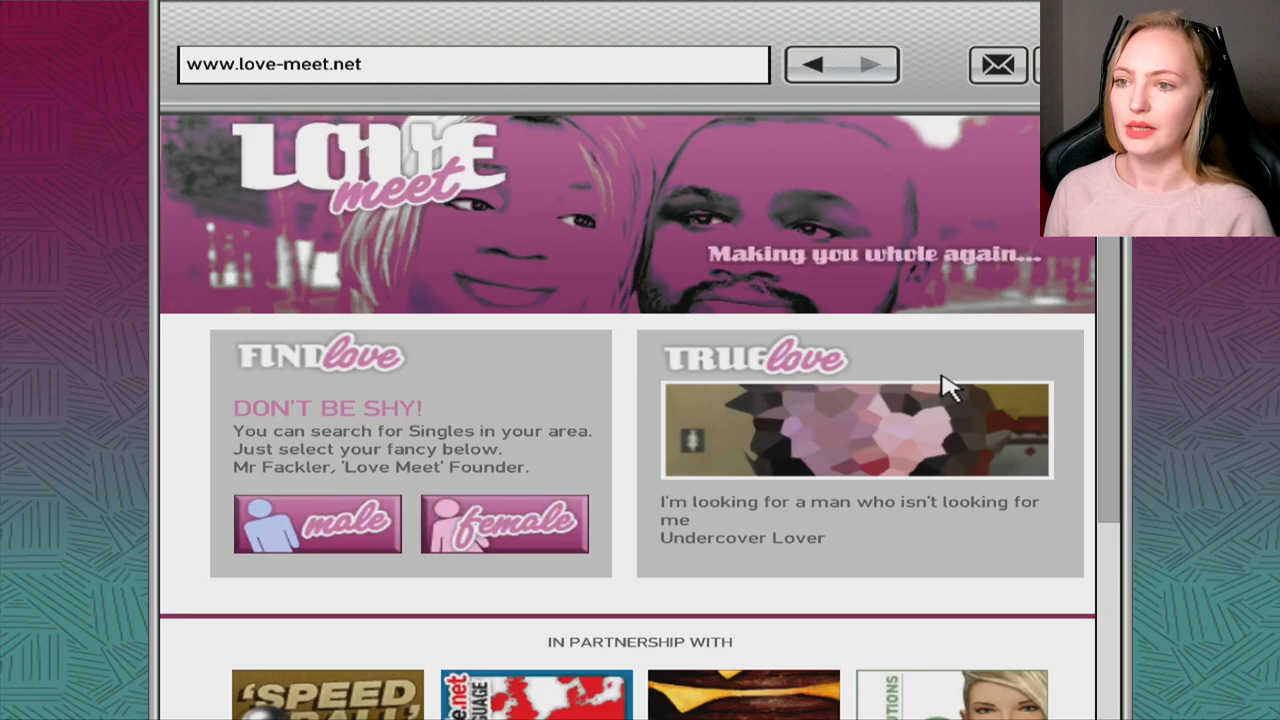 www.love-meet.net
LOVE
meet
Making you whole again...
FIND love
TRUE love
DON'T BE SHY!
You can search for Singles in your area.
Just select your fancy below.
Mr Fackler, 'Love Meet' Founder.
male
female
I'm looking for a man who isn't looking for
me
Undercover Lover
IN PARTNERSHIP WITH
'SPEED
BALL'